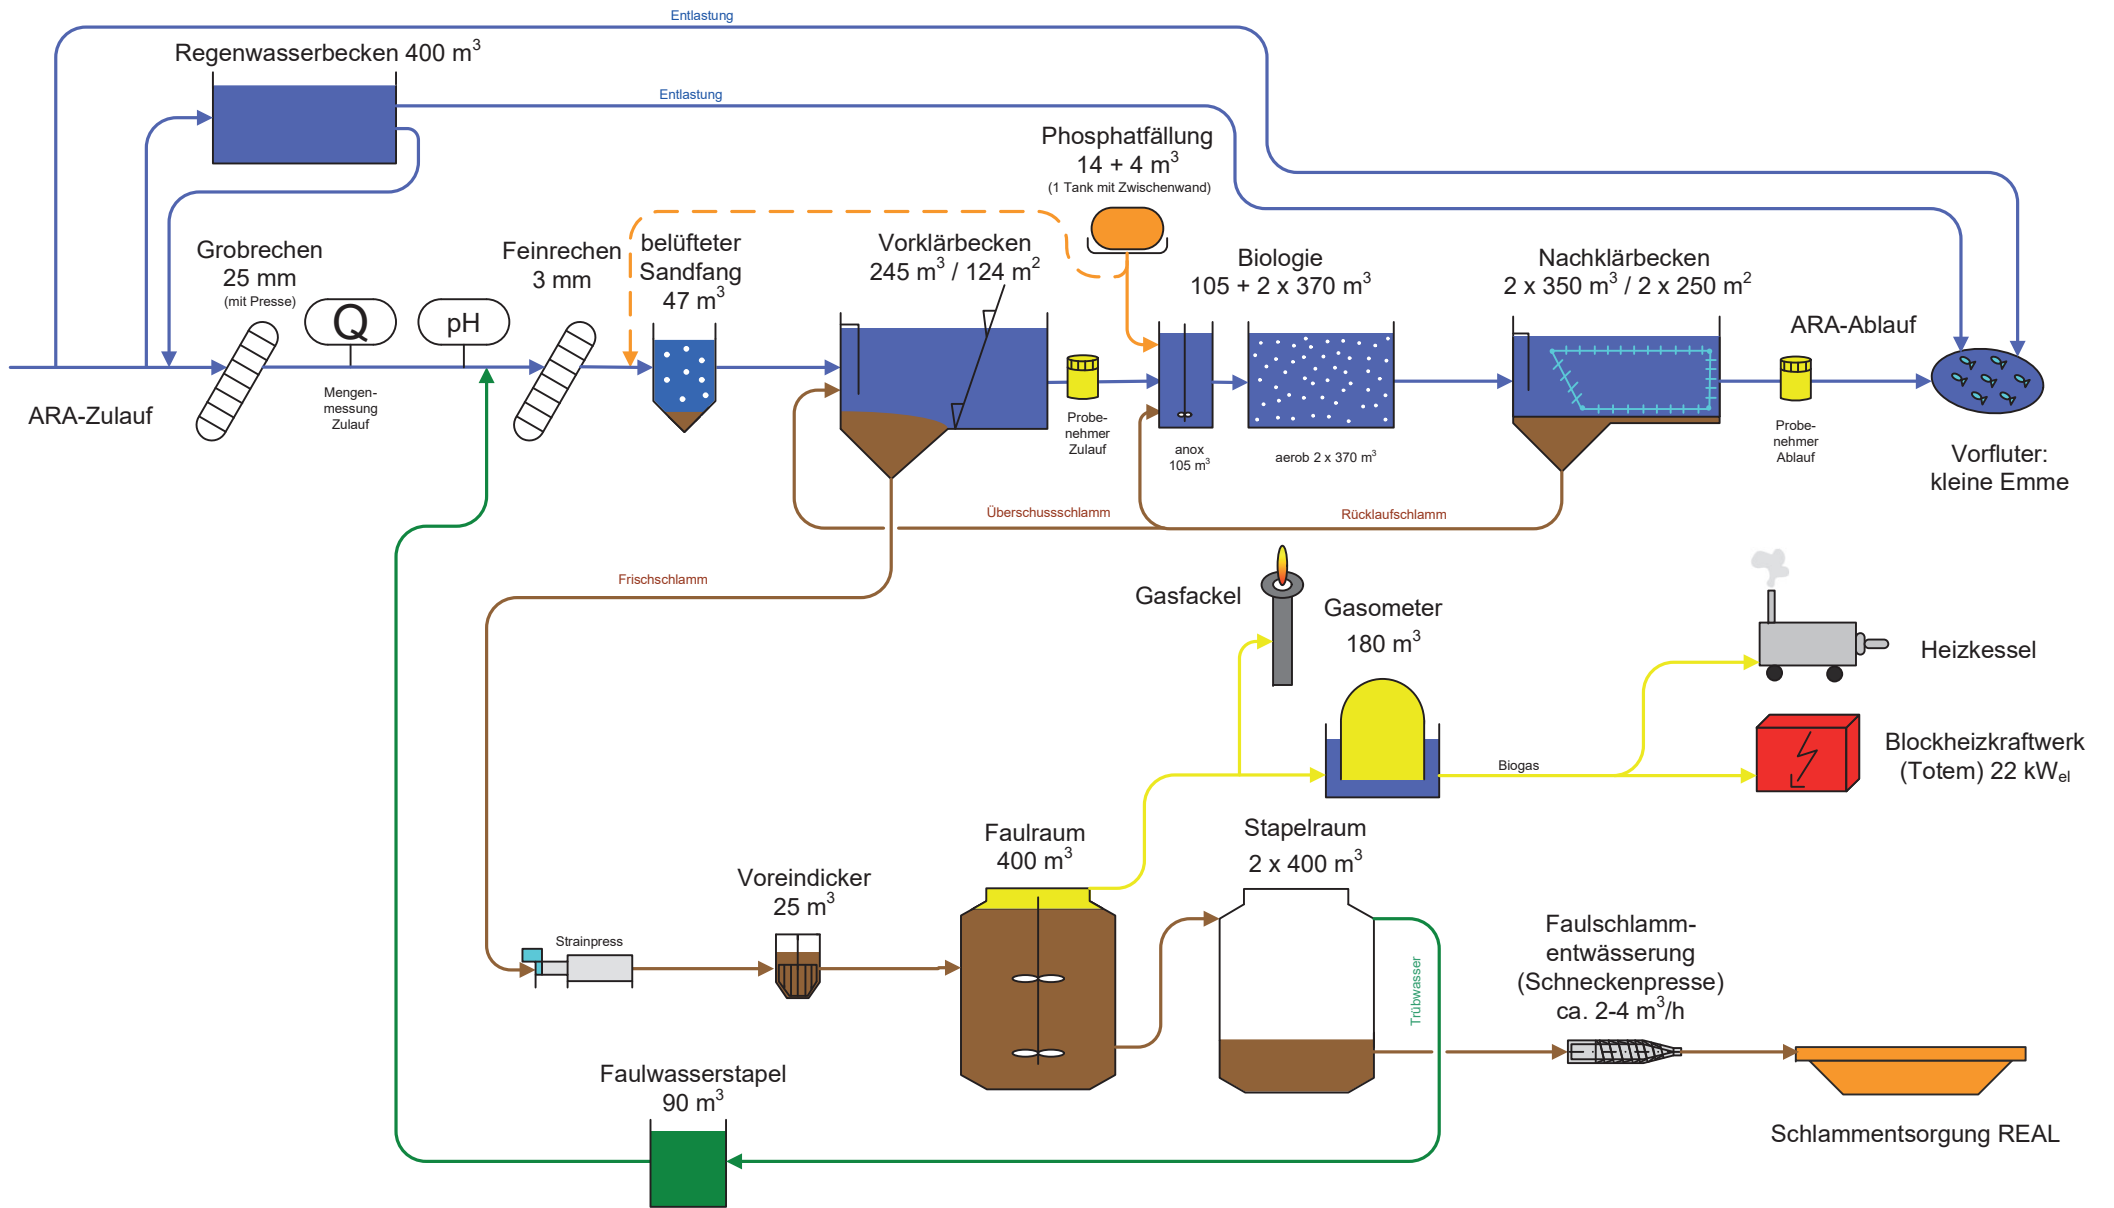 Entlastung
Regenwasserbecken 400 m³
Entlastung
Phosphatfällung
14 + 4 m³
(1 Tank mit Zwischenwand)
Grobrechen
25 mm
(mit Presse)
Q
Mengen-
messung
Zulauf
pH
Feinrechen
3 mm
belüfteter
Sandfang
47 m³
Vorklärbecken
245 m³ / 124 m²
Biologie
105 + 2 x 370 m³
Nachklärbecken
2 x 350 m³ / 2 x 250 m²
ARA-Ablauf
ARA-Zulauf
Probe-
nehmer
Zulauf
anox
105 m³
aerob 2 x 370 m³
Probe-
nehmer
Ablauf
Vorfluter:
kleine Emme
Überschussschlamm
Rücklaufschlamm
Frischschlamm
Gasfackel
Gasometer
180 m³
Heizkessel
Biogas
Blockheizkraftwerk
(Totem) 22 kWel
Faulraum
400 m³
Stapelraum
2 x 400 m³
Voreindicker
25 m³
Strainpress
Trübwasser
Faulschlamm-
entwässerung
(Schneckenpresse)
ca. 2-4 m³/h
Faulwasserstapel
90 m³
Schlammentsorgung REAL